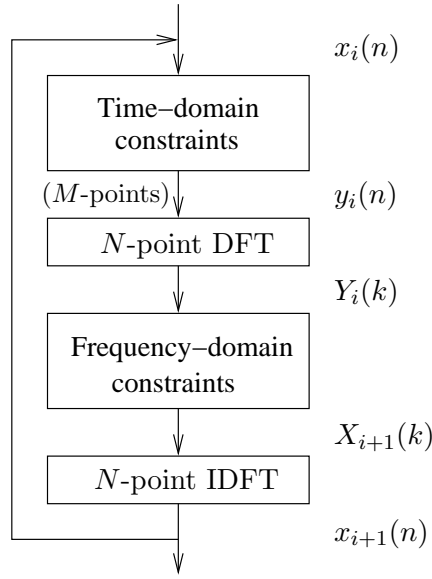 x_i(n)
Time–domain
constraints
(M-points)
y_i(n)
N-point DFT
Y_i(k)
Frequency–domain
constraints
X_{i+1}(k)
N-point IDFT
x_{i+1}(n)